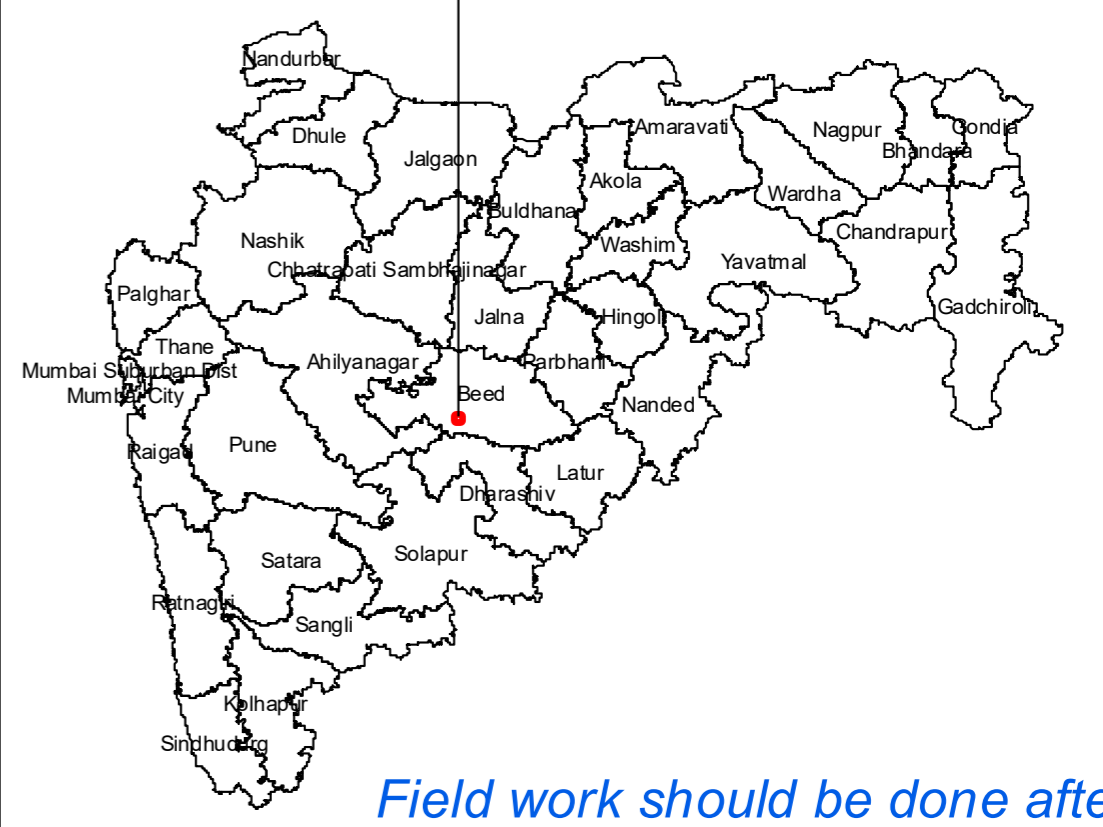 Nandurbar
Dhule
Jalgaon
Amaravati
Nagpur
Gondia
Bhandara
Akola
Wardha
Buldhana
Nashik
Washim
Chandrapur
Chhatrapati Sambhajinagar
Yavatmal
Palghar
Gadchiroli
Jalna
Hingoli
Thane
Ahilyanagar
Parbhani
Mumbai Suburban Dist
Mumbai City
Beed
Nanded
Pune
Raigad
Latur
Dharashiv
Solapur
Satara
Ratnagiri
Sangli
Kolhapur
Sindhudurg
Field work should be done afte